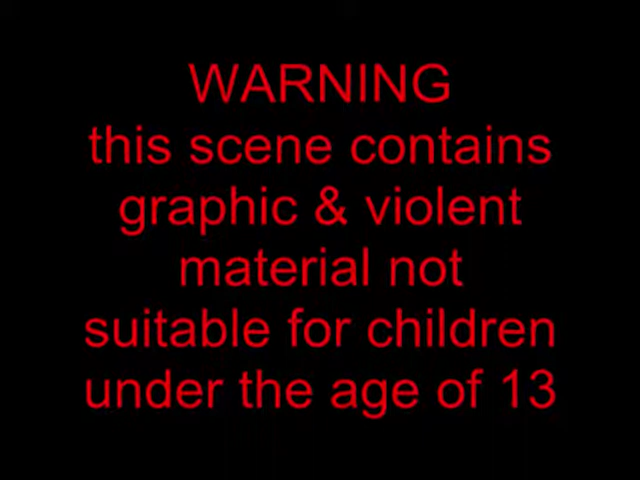 WARNING
this scene contains
graphic & violent
material not
suitable for children
under the age of 13